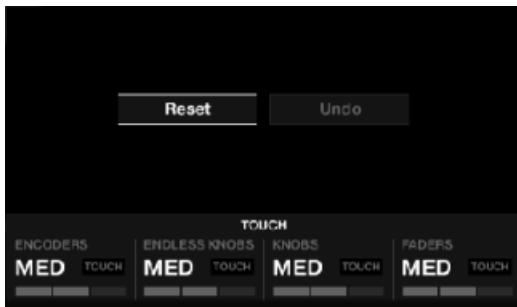 Reset Undo
TOUCH
ENCODERS ENDLESS KNOBS KNOBS FADERS
MED TOUCH MED TOUCH MED TOUCH MED TOUCH